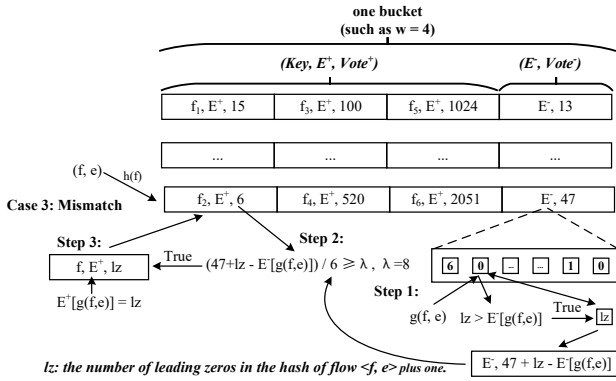 one bucket
(such as w = 4)
(Key, E⁺, Vote⁺) (E⁻, Vote⁻)
f₁, E⁺, 15 f₃, E⁺, 100 f₅, E⁺, 1024 E⁻, 13
... ... ... ...
(f, e) h(f)
f₂, E⁺, 6 f₄, E⁺, 520 f₆, E⁺, 2051 E⁻, 47
Case 3: Mismatch
Step 3: Step 2:
f, E⁺, lz True (47+lz - E⁻[g(f,e)]) / 6 ⩾ λ , λ =8 6 0 ... ... 1 0
Step 1:
E⁺[g(f,e)] = lz g(f, e) lz > E⁻[g(f,e)] True lz
E⁻, 47 + lz - E⁻[g(f,e)]
lz: the number of leading zeros in the hash of flow <f, e> plus one.